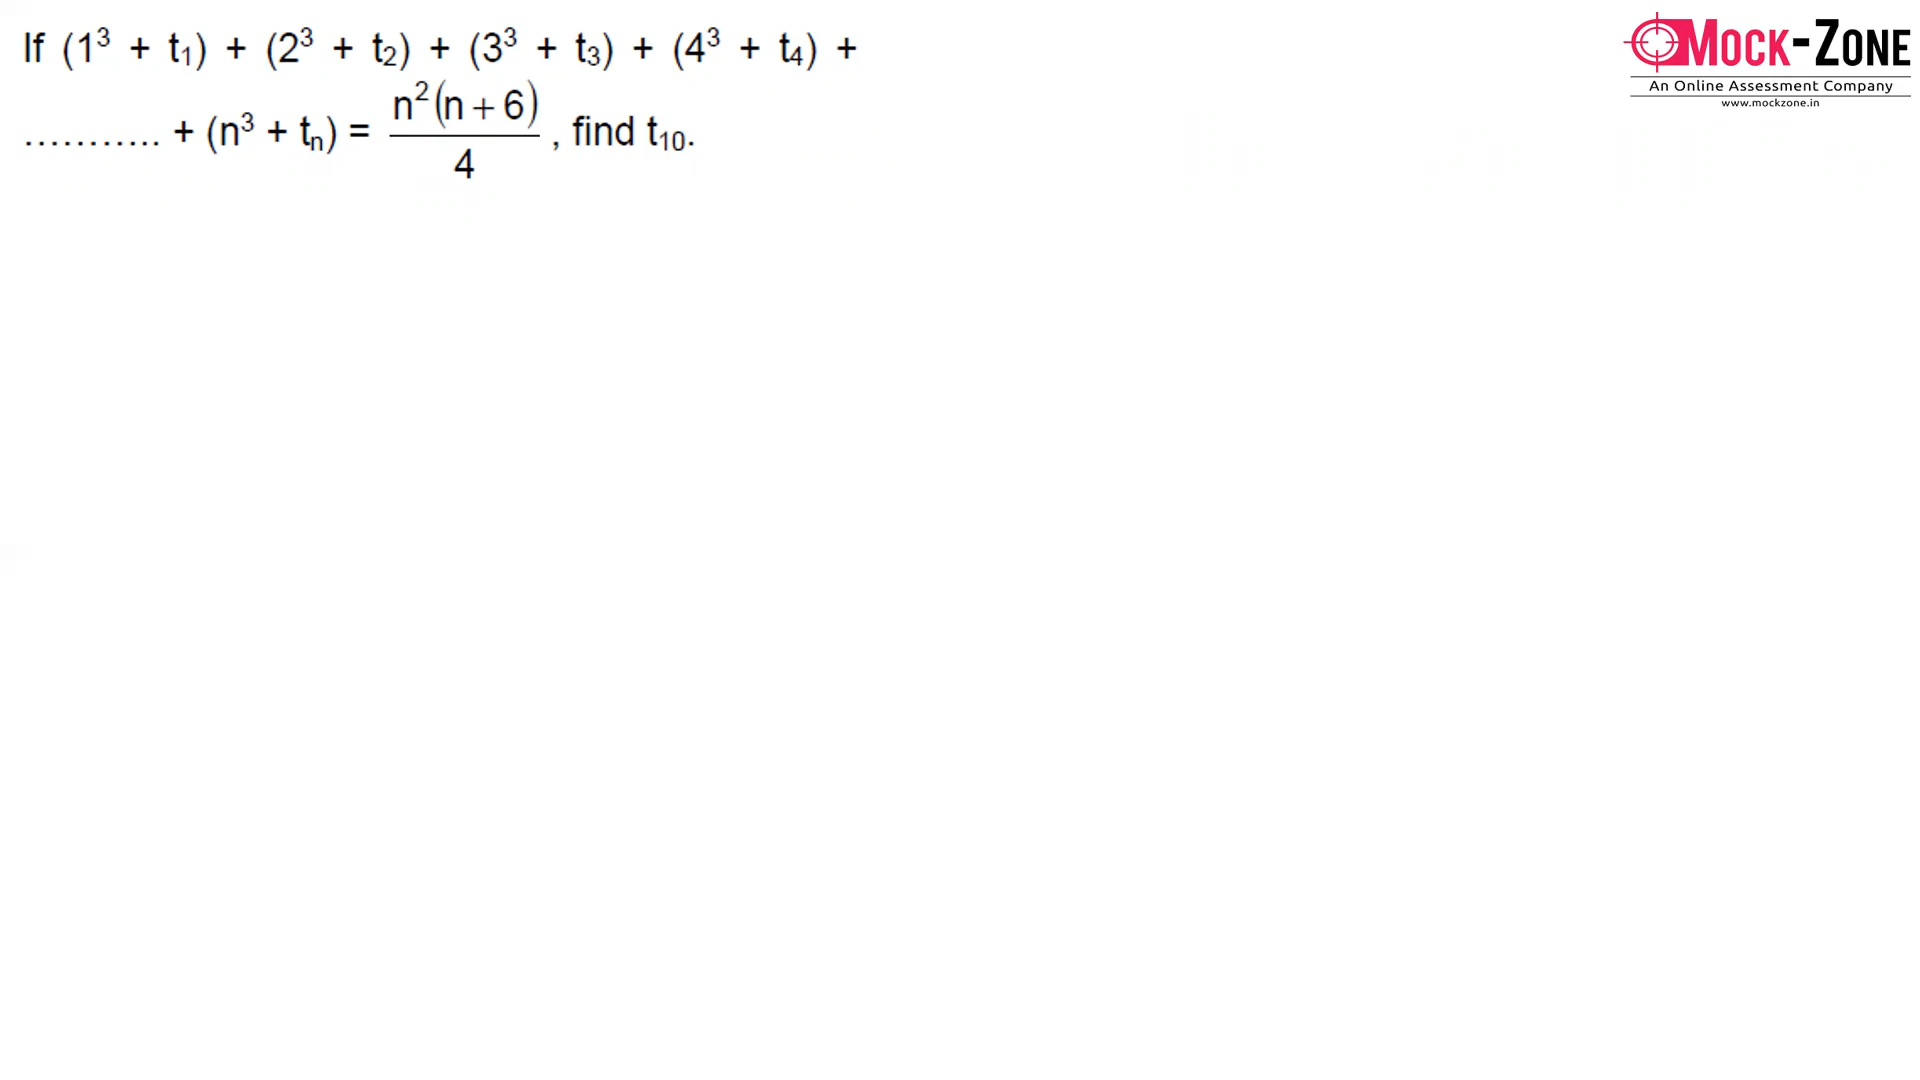 If (1³ + t₁) + (2³ + t₂) + (3³ + t₃) + (4³ + t₄) +
……….. + (n³ + tₙ) = n²(n + 6)/4 , find t₁₀.
MOCK-ZONE
An Online Assessment Company
www.mockzone.in